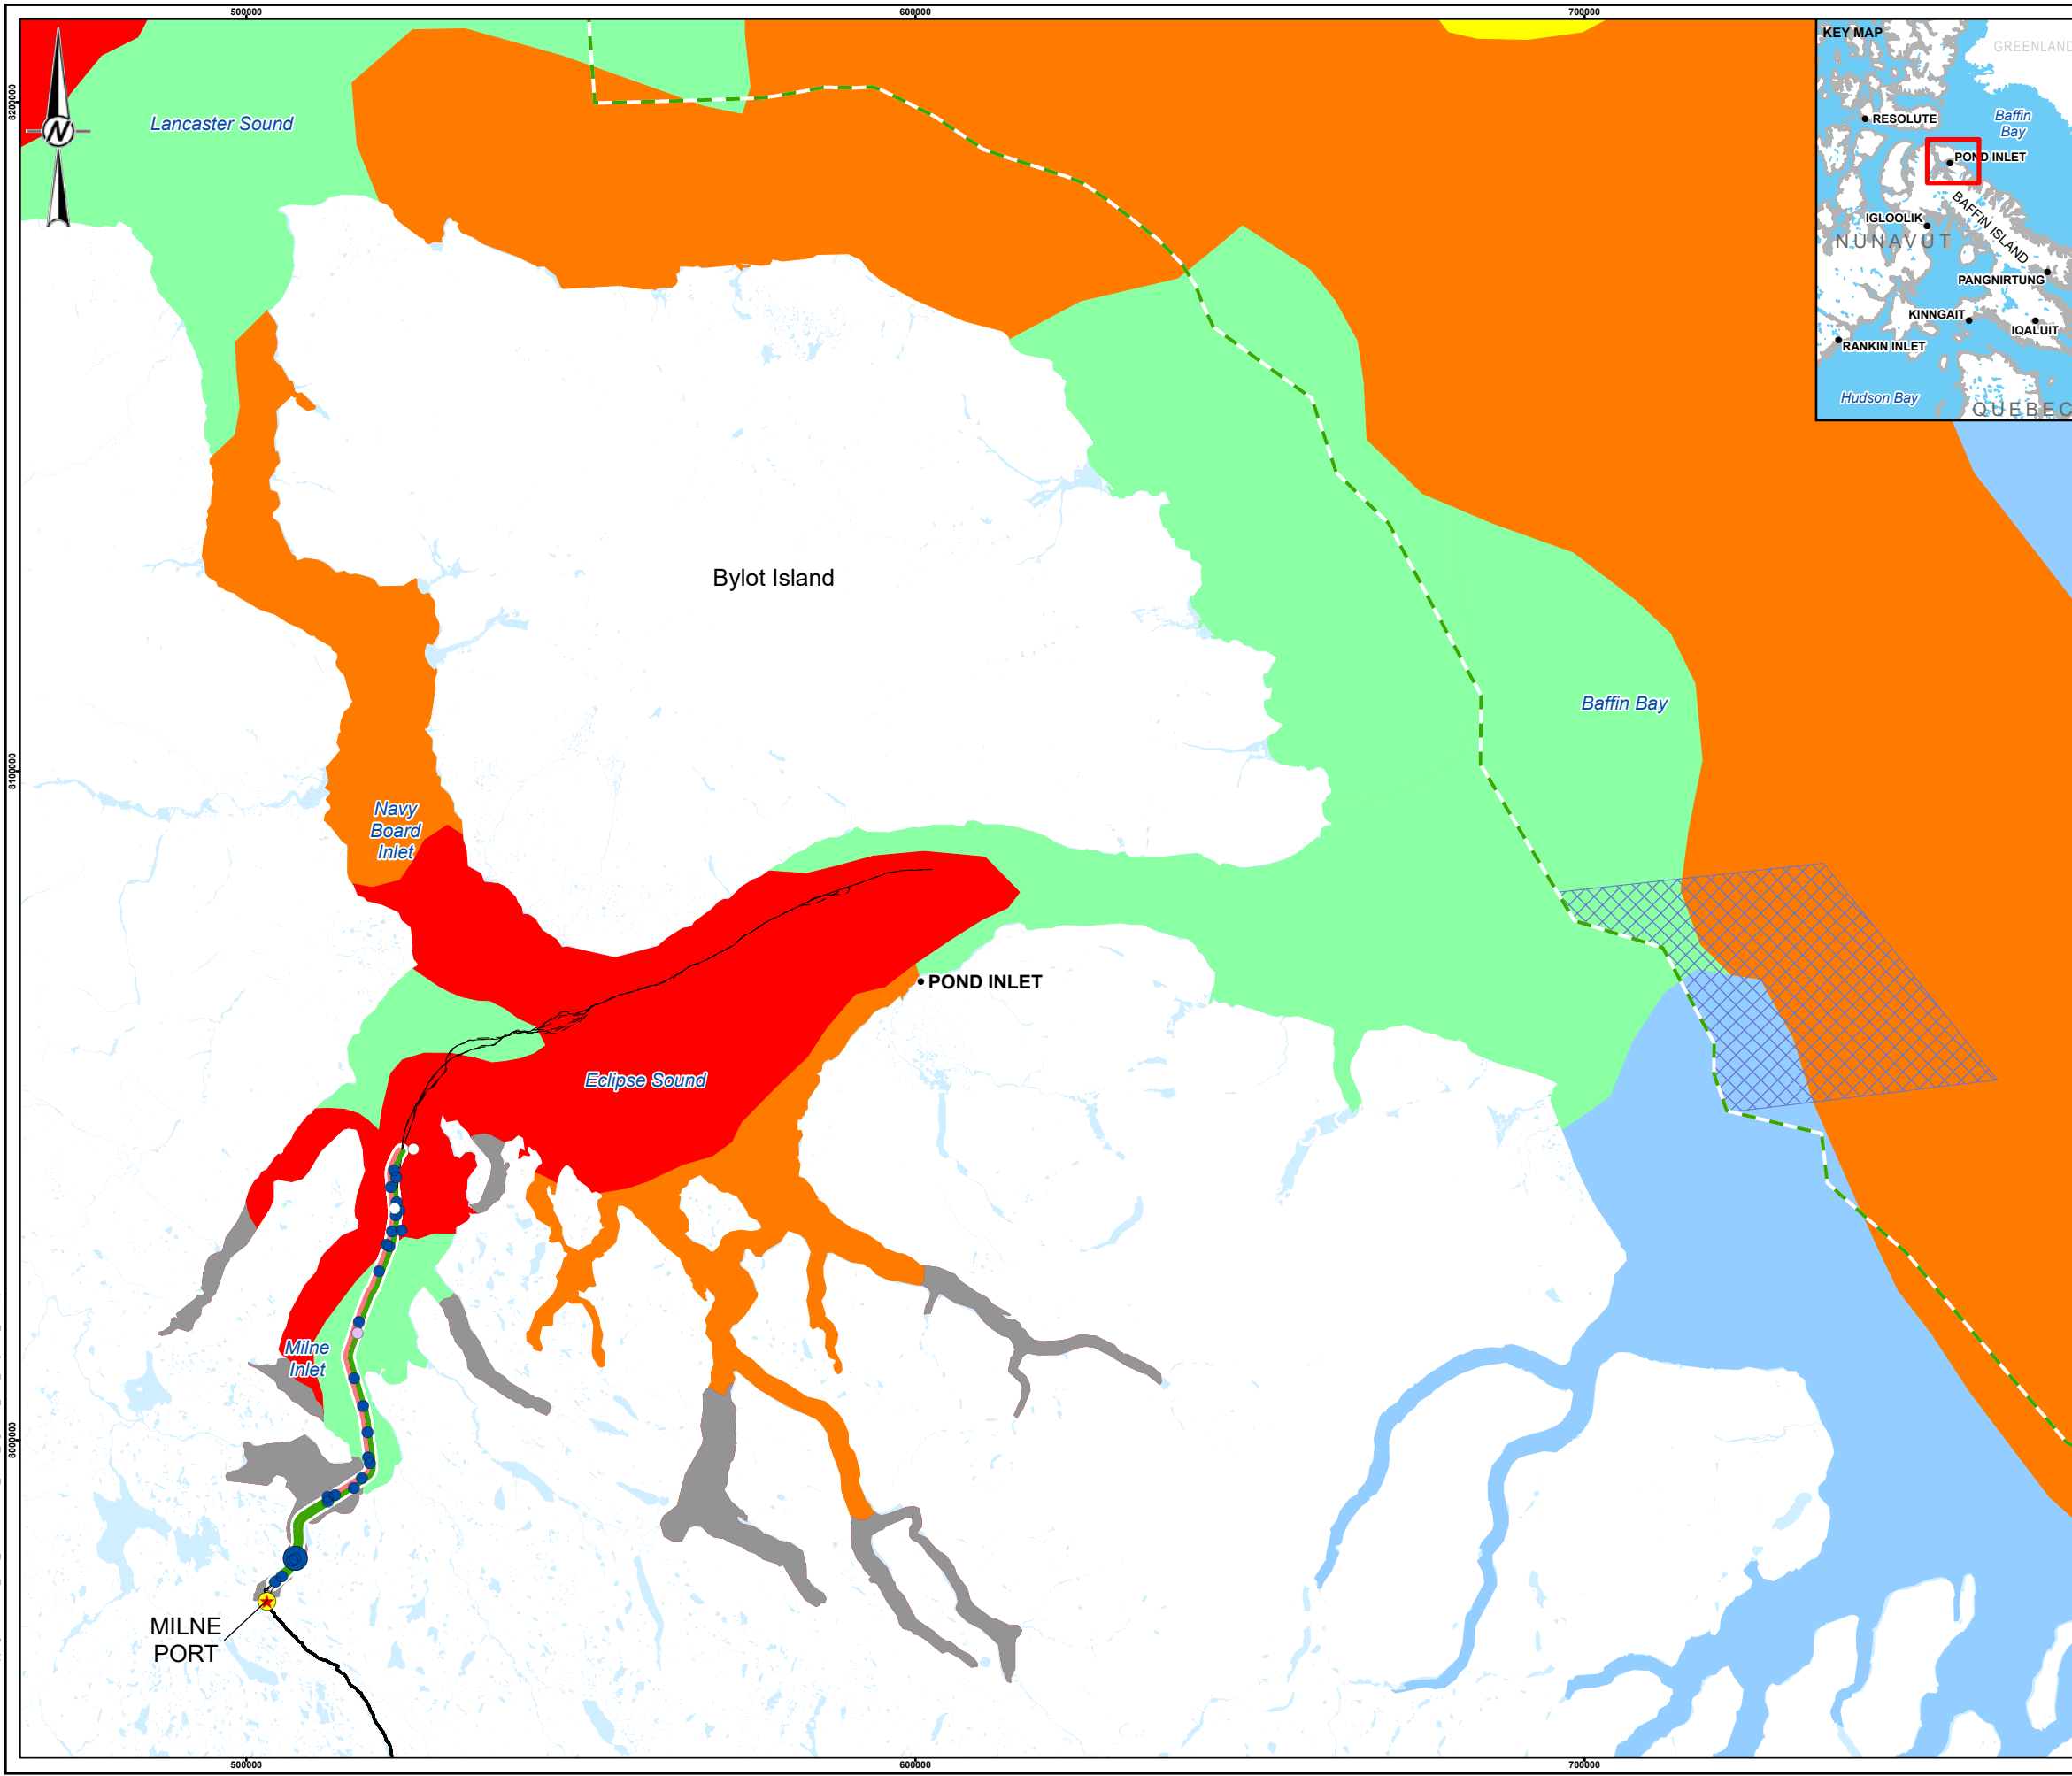 500000
600000
700000
KEY MAP
GREENLAND
Baffin
Bay
RESOLUTE
POND INLET
BAFFIN ISLAND
IGLOOLIK
NUNAVUT
PANGNIRTUNG
KINNGAIT
IQALUIT
RANKIN INLET
Hudson Bay
QUEBEC
8200000
N
Lancaster Sound
Bylot Island
Baffin Bay
8100000
Navy
Board
Inlet
POND INLET
Eclipse Sound
Milne
Inlet
8000000
MILNE
PORT
500000
600000
700000